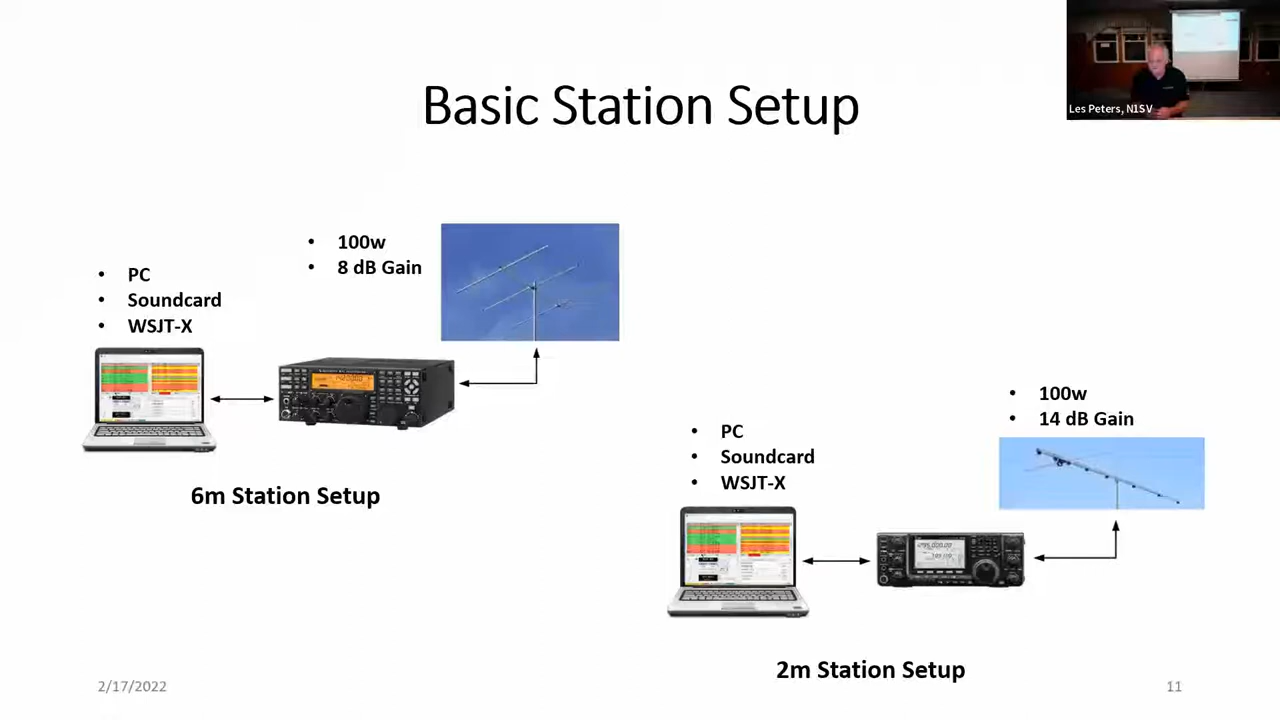 Les Peters, N1SV
Basic Station Setup
• 100w
• 8 dB Gain
• PC
• Soundcard
• WSJT-X
6m Station Setup
• 100w
• 14 dB Gain
• PC
• Soundcard
• WSJT-X
2m Station Setup
2/17/2022
11